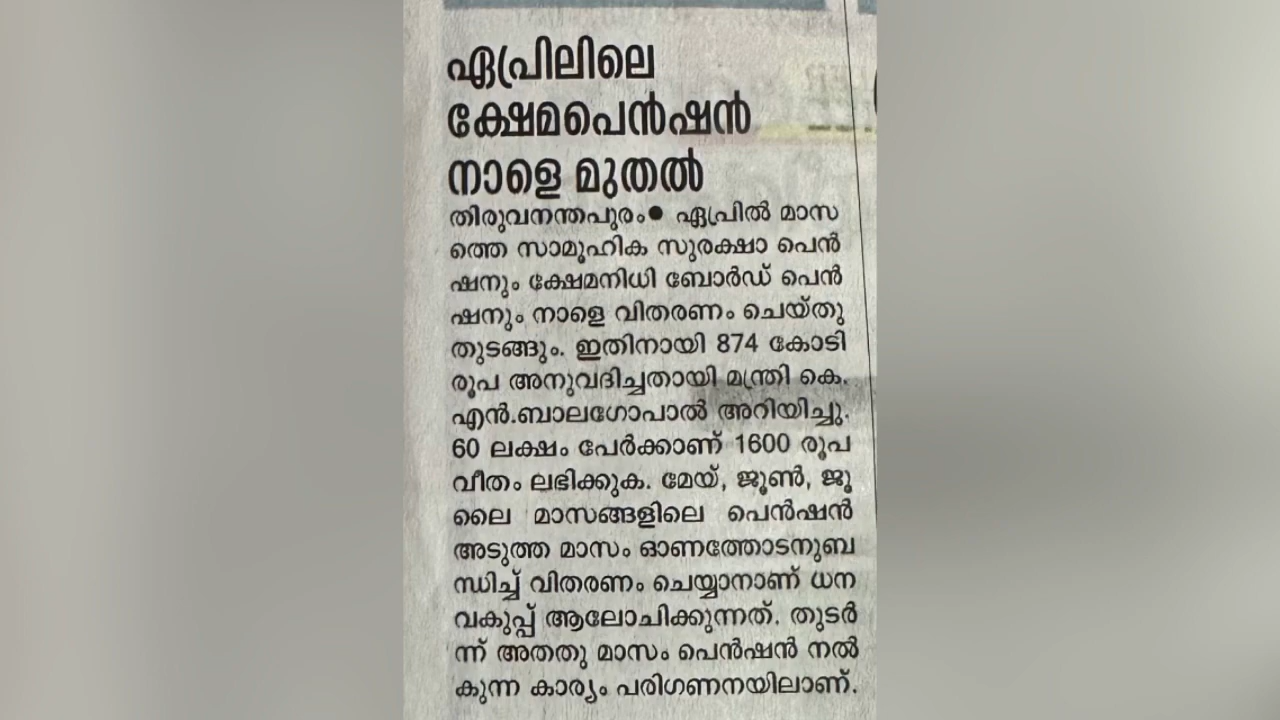 ഏപ്രിലിലെ
ക്ഷേമപെൻഷൻ
നാളെ മുതൽ
തിരുവനന്തപുരം● ഏപ്രിൽ മാസ
ത്തെ സാമൂഹിക സുരക്ഷാ പെൻ
ഷനും ക്ഷേമനിധി ബോർഡ് പെൻ
ഷനും നാളെ വിതരണം ചെയ്തു
തുടങ്ങും. ഇതിനായി 874 കോടി
രൂപ അനുവദിച്ചതായി മന്ത്രി കെ.
എൻ.ബാലഗോപാൽ അറിയിച്ചു.
60 ലക്ഷം പേർക്കാണ് 1600 രൂപ
വീതം ലഭിക്കുക. മേയ്, ജൂൺ, ജൂ
ലൈ മാസങ്ങളിലെ പെൻഷൻ
അടുത്ത മാസം ഓണത്തോടനുബ
ന്ധിച്ച് വിതരണം ചെയ്യാനാണ് ധന
വകുപ്പ് ആലോചിക്കുന്നത്. തുടർ
ന്ന് അതതു മാസം പെൻഷൻ നൽ
കുന്ന കാര്യം പരിഗണനയിലാണ്.